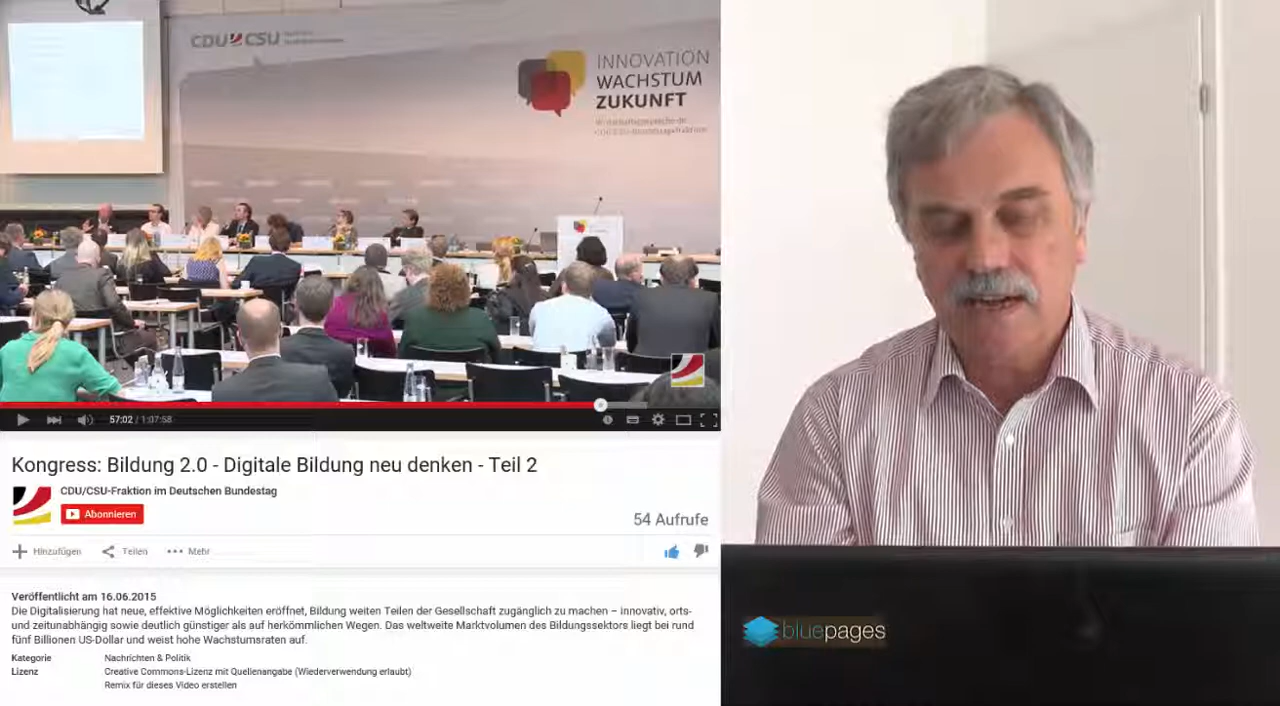 CDU CSU
INNOVATION
WACHSTUM
ZUKUNFT
57:02 / 1:07:58
Kongress: Bildung 2.0 - Digitale Bildung neu denken - Teil 2
CDU/CSU-Fraktion im Deutschen Bundestag
Abonnieren
54 Aufrufe
Hinzufügen Teilen Mehr
Veröffentlicht am 16.06.2015
Die Digitalisierung hat neue, effektive Möglichkeiten eröffnet, Bildung weiten Teilen der Gesellschaft zugänglich zu machen – innovativ, orts-
und zeitunabhängig sowie deutlich günstiger als auf herkömmlichen Wegen. Das weltweite Marktvolumen des Bildungssektors liegt bei rund
fünf Billionen US-Dollar und weist hohe Wachstumsraten auf.
Kategorie Nachrichten & Politik
Lizenz Creative Commons-Lizenz mit Quellenangabe (Wiederverwendung erlaubt)
Remix für dieses Video erstellen
bluepages